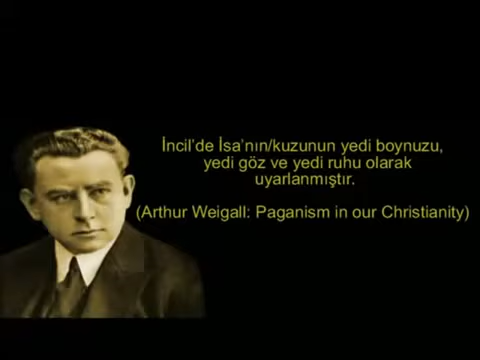 İncil'de İsa'nın/kuzunun yedi boynuzu,
yedi göz ve yedi ruhu olarak
uyarlanmıştır.
(Arthur Weigall: Paganism in our Christianity)